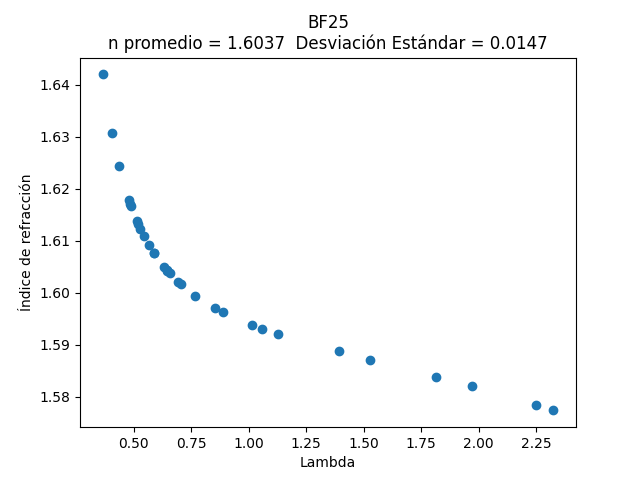 BF25
n promedio = 1.6037  Desviación Estándar = 0.0147
1.64
1.63
1.62
1.61
1.60
1.59
1.58
Índice de refracción
0.50 0.75 1.00 1.25 1.50 1.75 2.00 2.25
Lambda